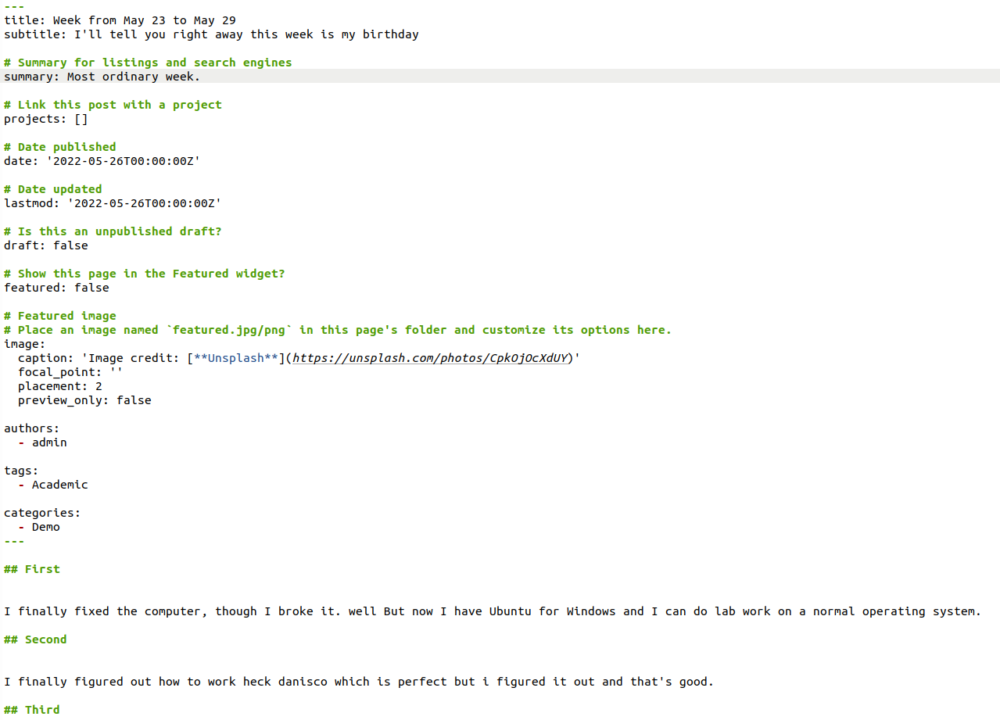 ---
title: Week from May 23 to May 29
subtitle: I'll tell you right away this week is my birthday
# Summary for listings and search engines
summary: Most ordinary week.
# Link this post with a project
projects: []
# Date published
date: '2022-05-26T00:00:00Z'
# Date updated
lastmod: '2022-05-26T00:00:00Z'
# Is this an unpublished draft?
draft: false
# Show this page in the Featured widget?
featured: false
# Featured image
# Place an image named `featured.jpg/png` in this page's folder and customize its options here.
image:
  caption: 'Image credit: [**Unsplash**](https://unsplash.com/photos/CpkOjOcXdUY)'
  focal_point: ''
  placement: 2
  preview_only: false
authors:
  - admin
tags:
  - Academic
categories:
  - Demo
---
## First
I finally fixed the computer, though I broke it. well But now I have Ubuntu for Windows and I can do lab work on a normal operating system.
## Second
I finally figured out how to work heck danisco which is perfect but i figured it out and that's good.
## Third